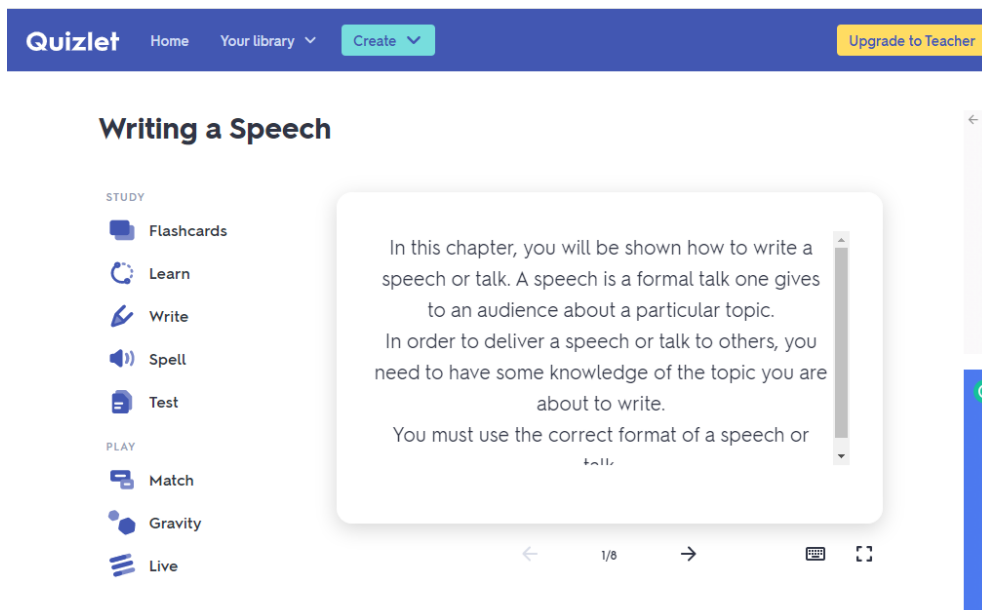 Quizlet Home Your library Create Upgrade to Teacher
Writing a Speech
STUDY
Flashcards
Learn
Write
Spell
Test
PLAY
Match
Gravity
Live
In this chapter, you will be shown how to write a
speech or talk. A speech is a formal talk one gives
to an audience about a particular topic.
In order to deliver a speech or talk to others, you
need to have some knowledge of the topic you are
about to write.
You must use the correct format of a speech or
talk
1/8